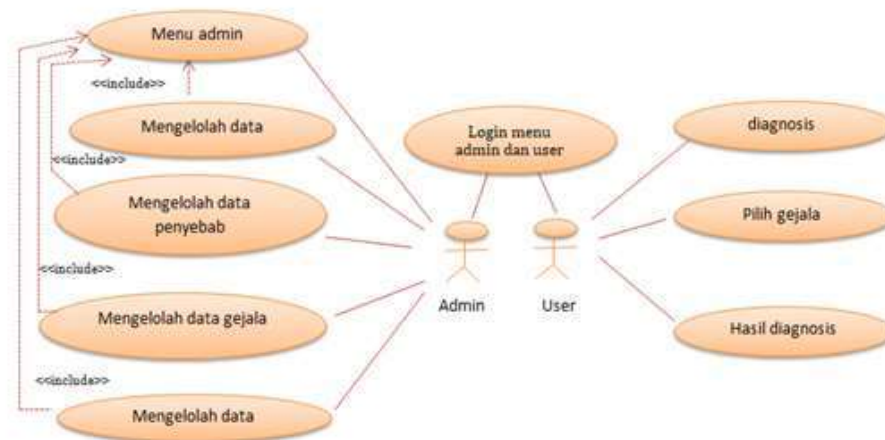 Menu admin
<<include>>
Mengelolah data
<<include>>
Mengelolah data
penyebab
<<include>>
Mengelolah data gejala
<<include>>
Mengelolah data
Login menu
admin dan user
Admin
User
diagnosis
Pilih gejala
Hasil diagnosis